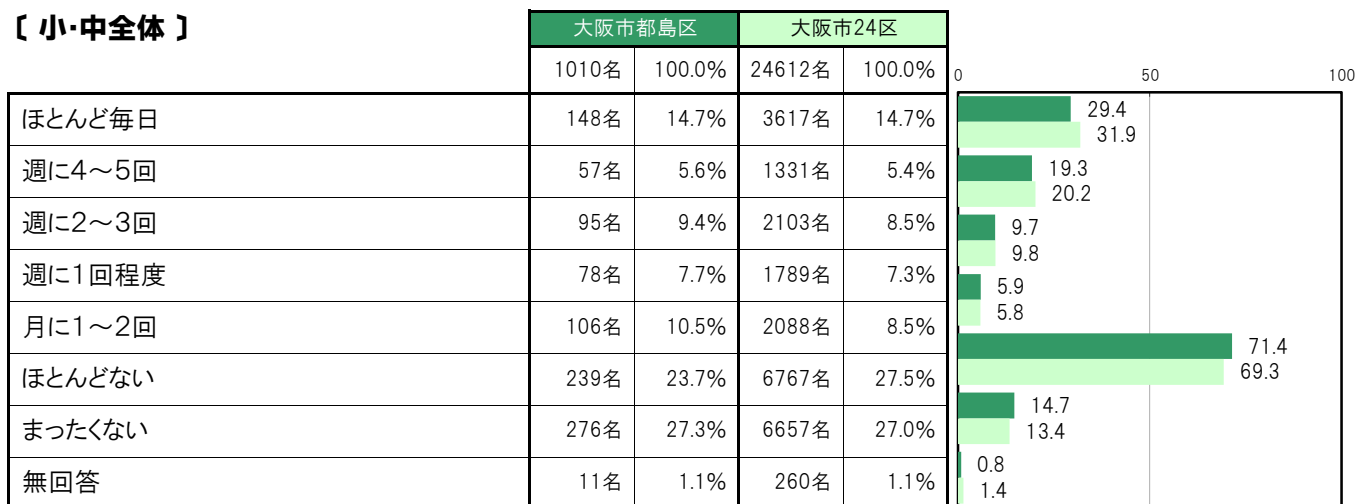 〔 小・中全体 〕
大阪市都島区 大阪市24区
1010名 100.0% 24612名 100.0%
0 50 100
ほとんど毎日 148名 14.7% 3617名 14.7%
29.4
31.9
週に4～5回 57名 5.6% 1331名 5.4%
19.3
20.2
週に2～3回 95名 9.4% 2103名 8.5%
9.7
9.8
週に1回程度 78名 7.7% 1789名 7.3%
5.9
5.8
月に1～2回 106名 10.5% 2088名 8.5%
71.4
69.3
ほとんどない 239名 23.7% 6767名 27.5%
14.7
13.4
まったくない 276名 27.3% 6657名 27.0%
0.8
1.4
無回答 11名 1.1% 260名 1.1%